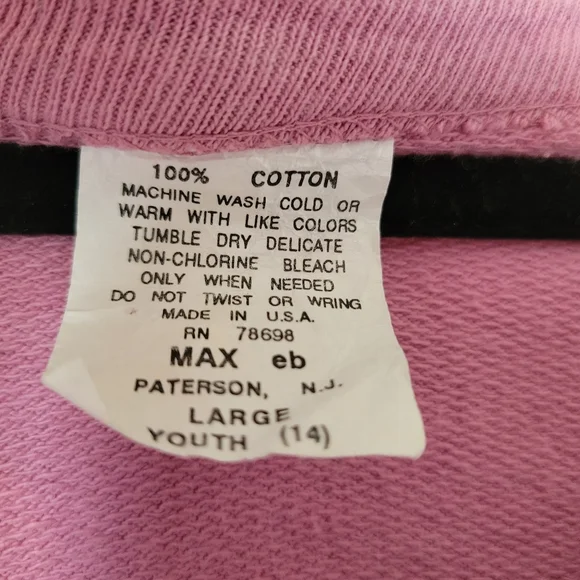 100% COTTON
MACHINE WASH COLD OR
WARM WITH LIKE COLORS
TUMBLE DRY DELICATE
NON-CHLORINE BLEACH
ONLY WHEN NEEDED
DO NOT TWIST OR WRING
MADE IN U.S.A.
RN 78698
MAX eb
PATERSON, N.J.
LARGE
YOUTH (14)